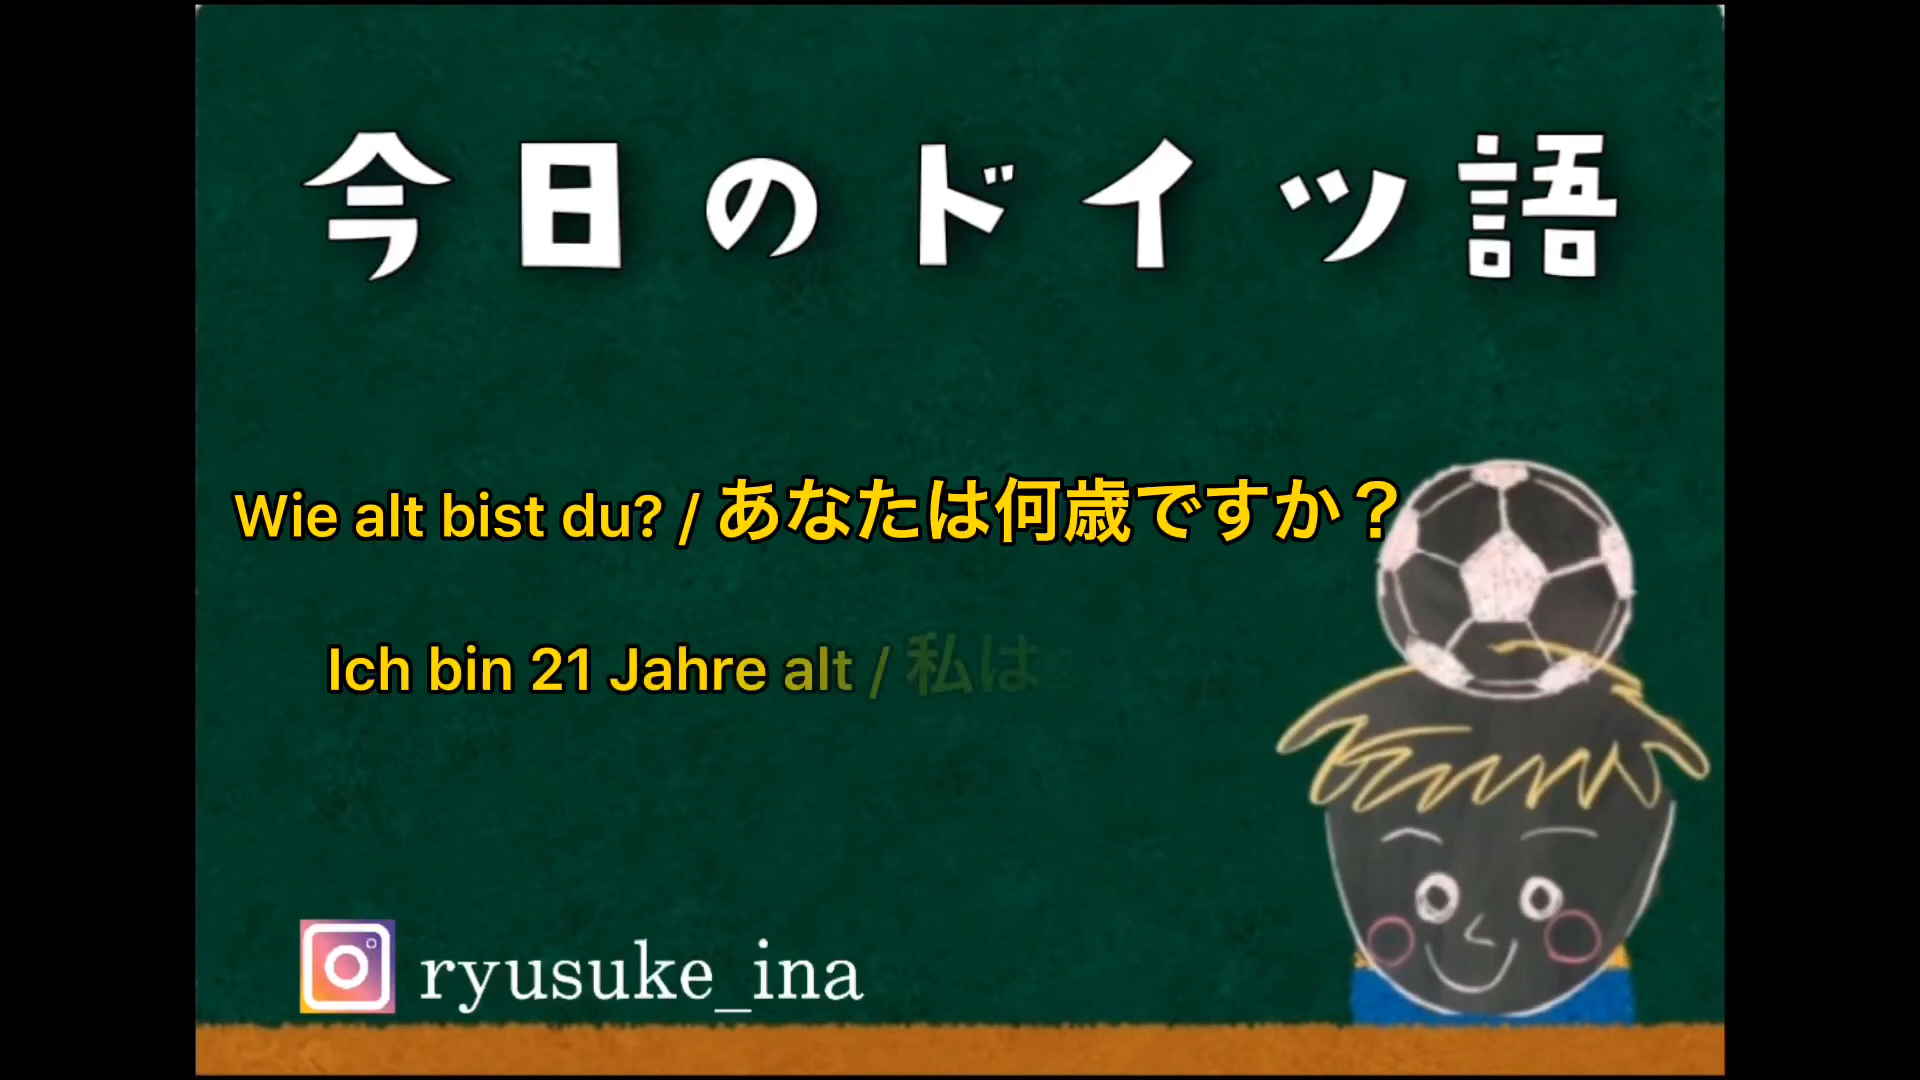 今日のドイツ語
Wie alt bist du? / あなたは何歳ですか？
Ich bin 21 Jahre alt / 私は
ryusuke_ina